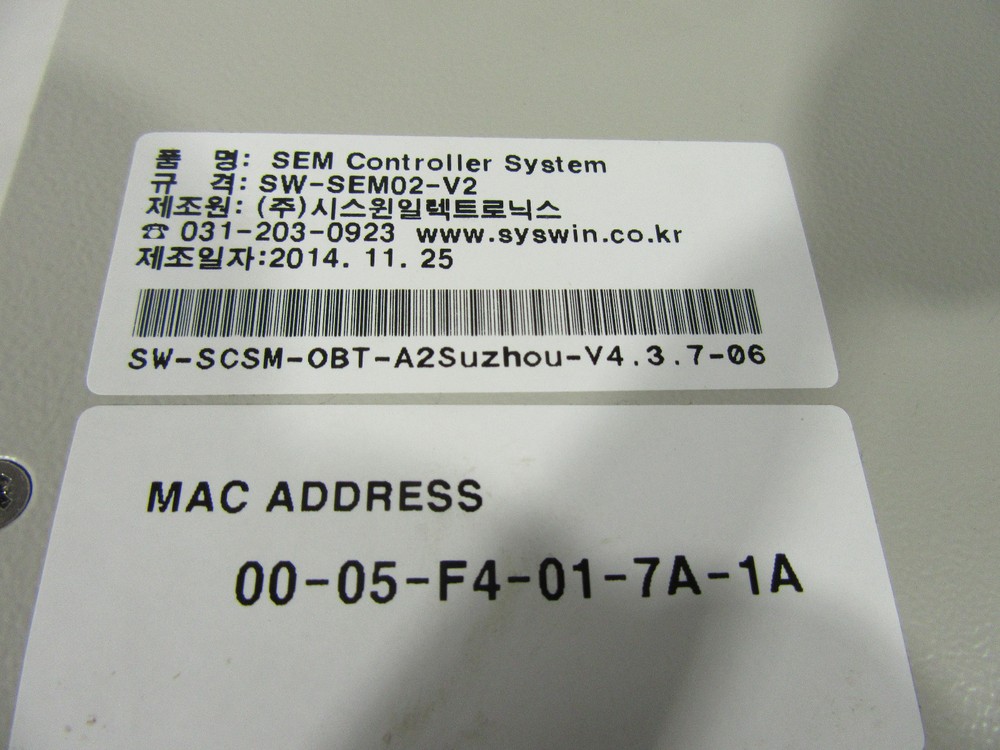 품 명: SEM Controller System
규 격: SW-SEM02-V2
제조원: (주)시스윈일렉트로닉스
☎ 031-203-0923 www.syswin.co.kr
제조일자:2014. 11. 25
SW-SCSM-OBT-A2Suzhou-V4.3.7-06
MAC ADDRESS
00-05-F4-01-7A-1A